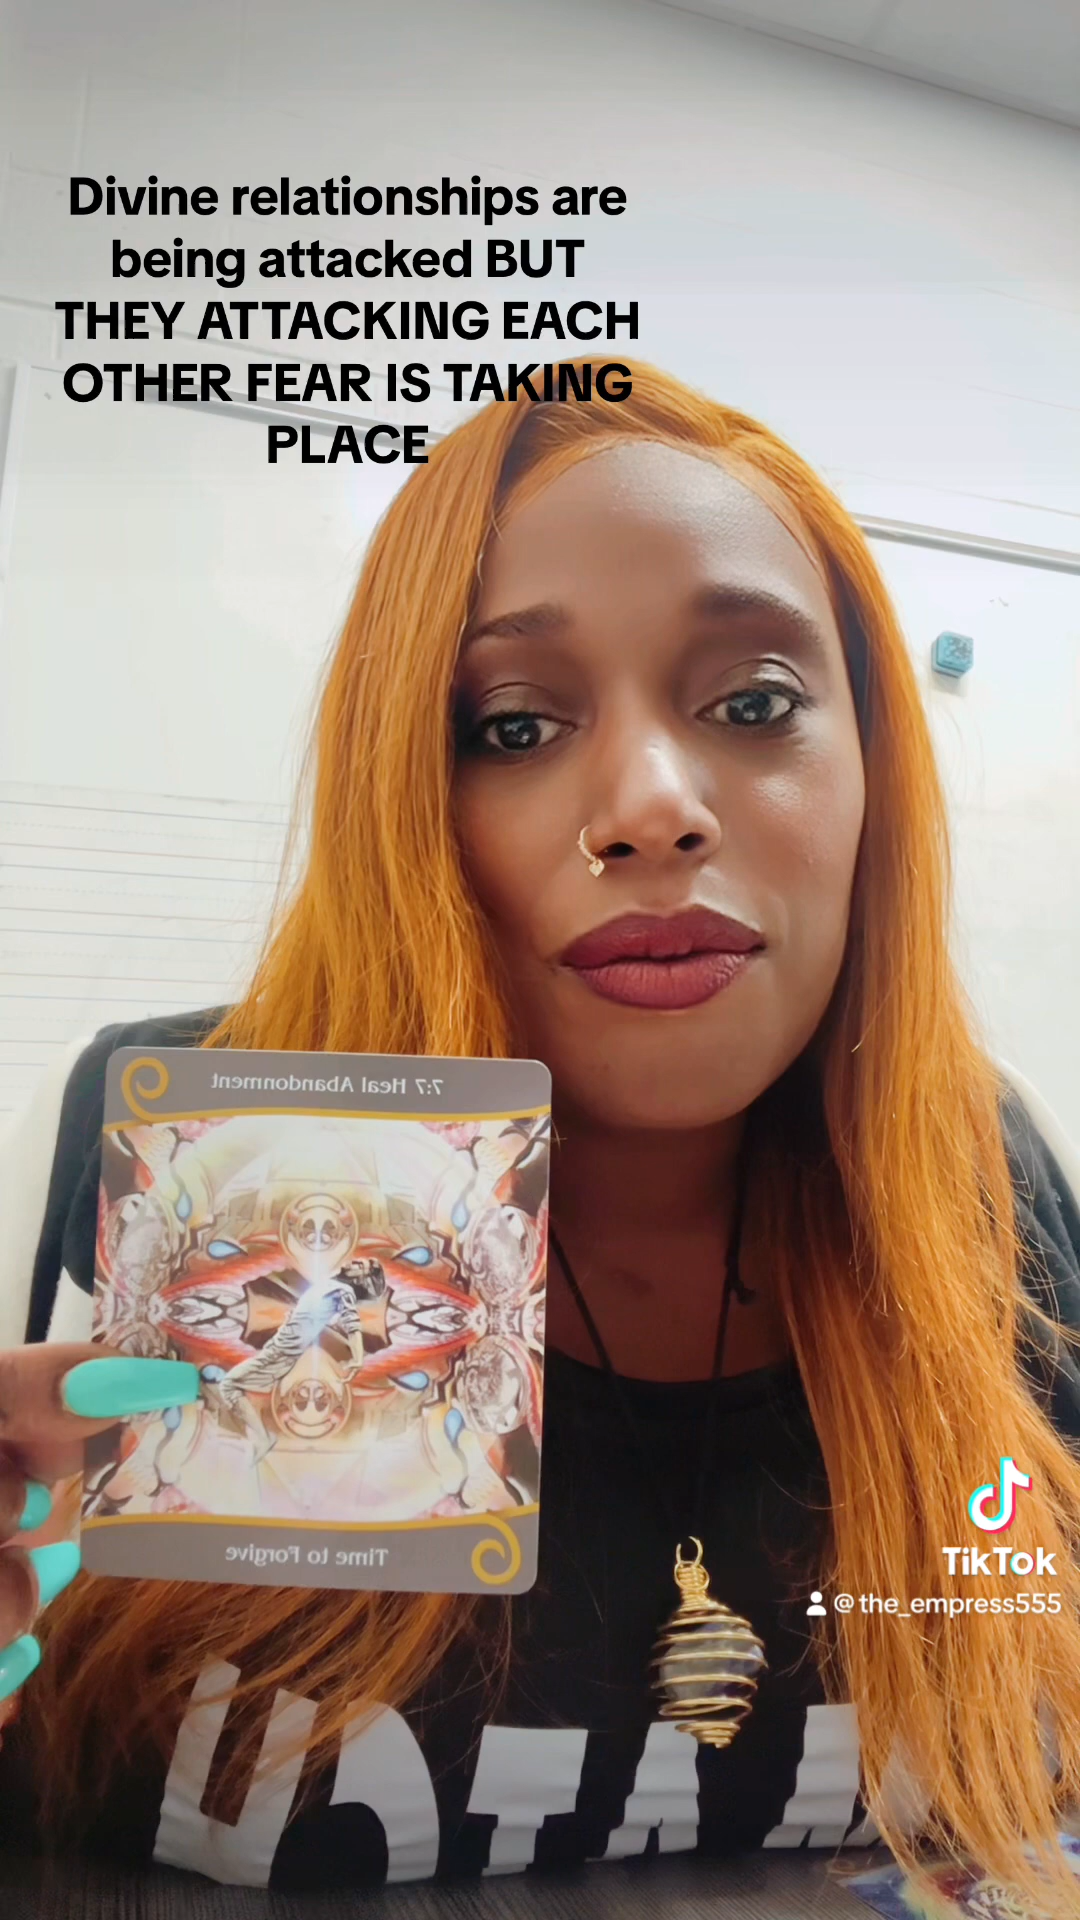 Divine relationships are
being attacked BUT
THEY ATTACKING EACH
OTHER FEAR IS TAKING
PLACE
7:7 Heal Abandonment
Time to Forgive
TikTok
@the_empress555